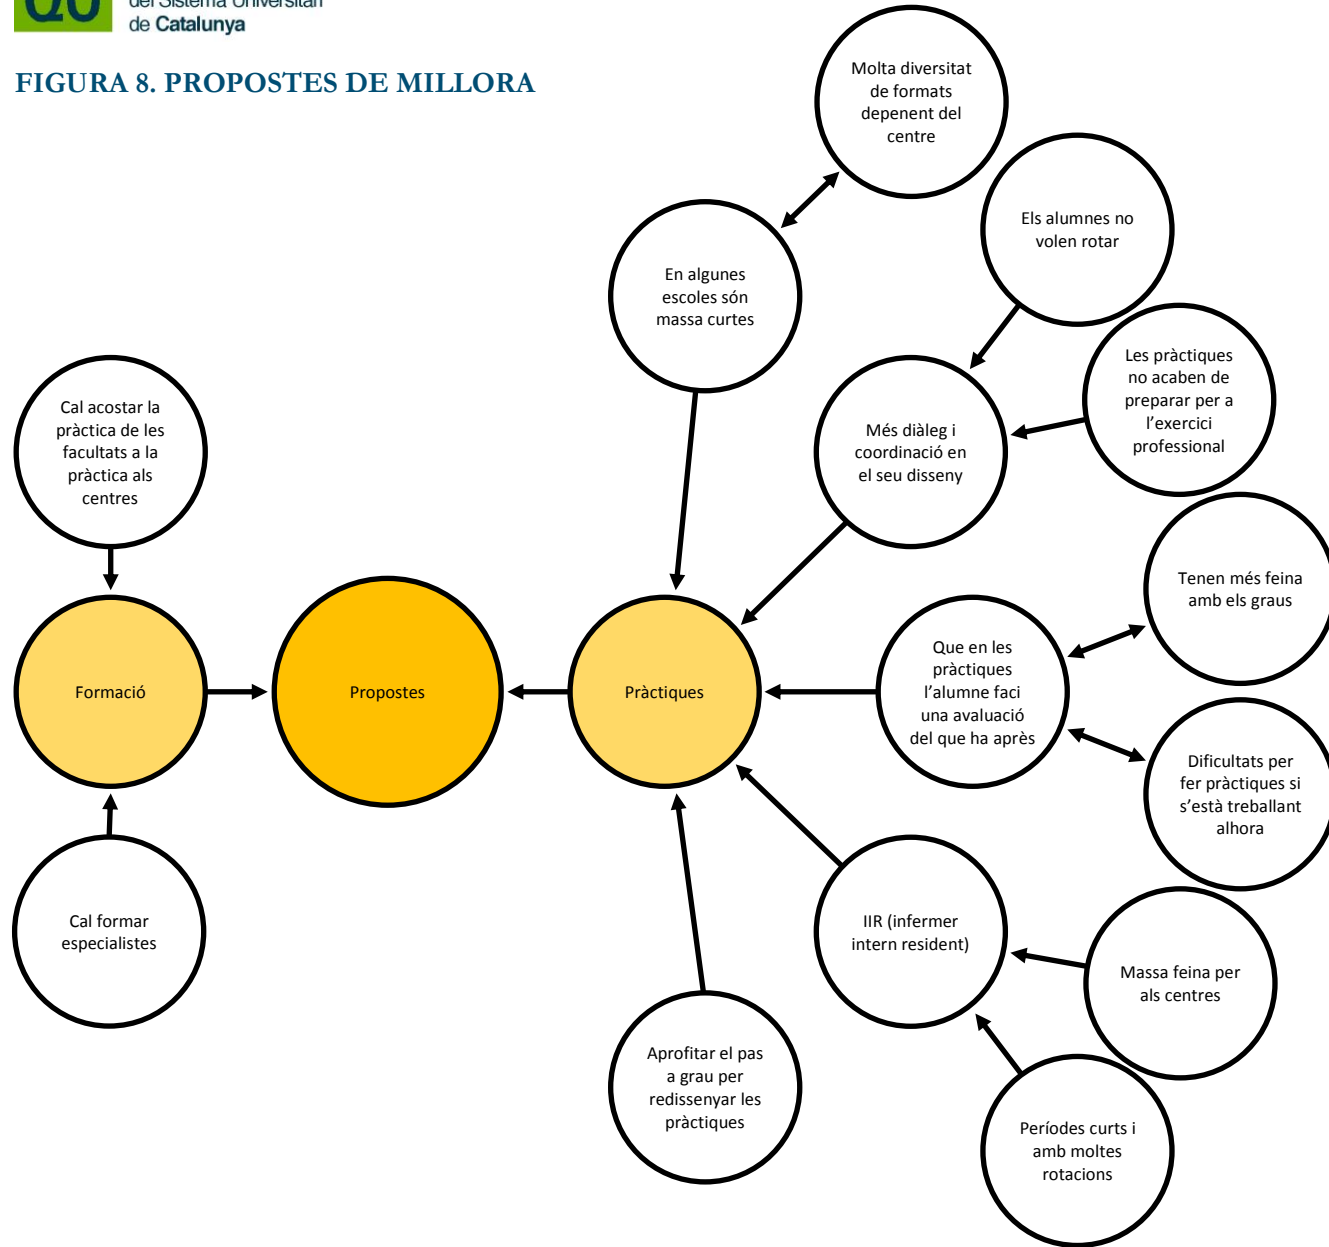 del Sistema Universitari
de Catalunya
FIGURA 8. PROPOSTES DE MILLORA
Molta diversitat
de formats
depenent del
centre
Els alumnes no
volen rotar
En algunes
escoles són
massa curtes
Les pràctiques
no acaben de
preparar per a
l’exercici
professional
Cal acostar la
pràctica de les
facultats a la
pràctica als
centres
Més diàleg i
coordinació en
el seu disseny
Tenen més feina
amb els graus
Formació
Propostes
Pràctiques
Que en les
pràctiques
l’alumne faci
una avaluació
del que ha après
Dificultats per
fer pràctiques si
s’està treballant
alhora
Cal formar
especialistes
IIR (infermer
intern resident)
Massa feina per
als centres
Aprofitar el pas
a grau per
redissenyar les
pràctiques
Períodes curts i
amb moltes
rotacions